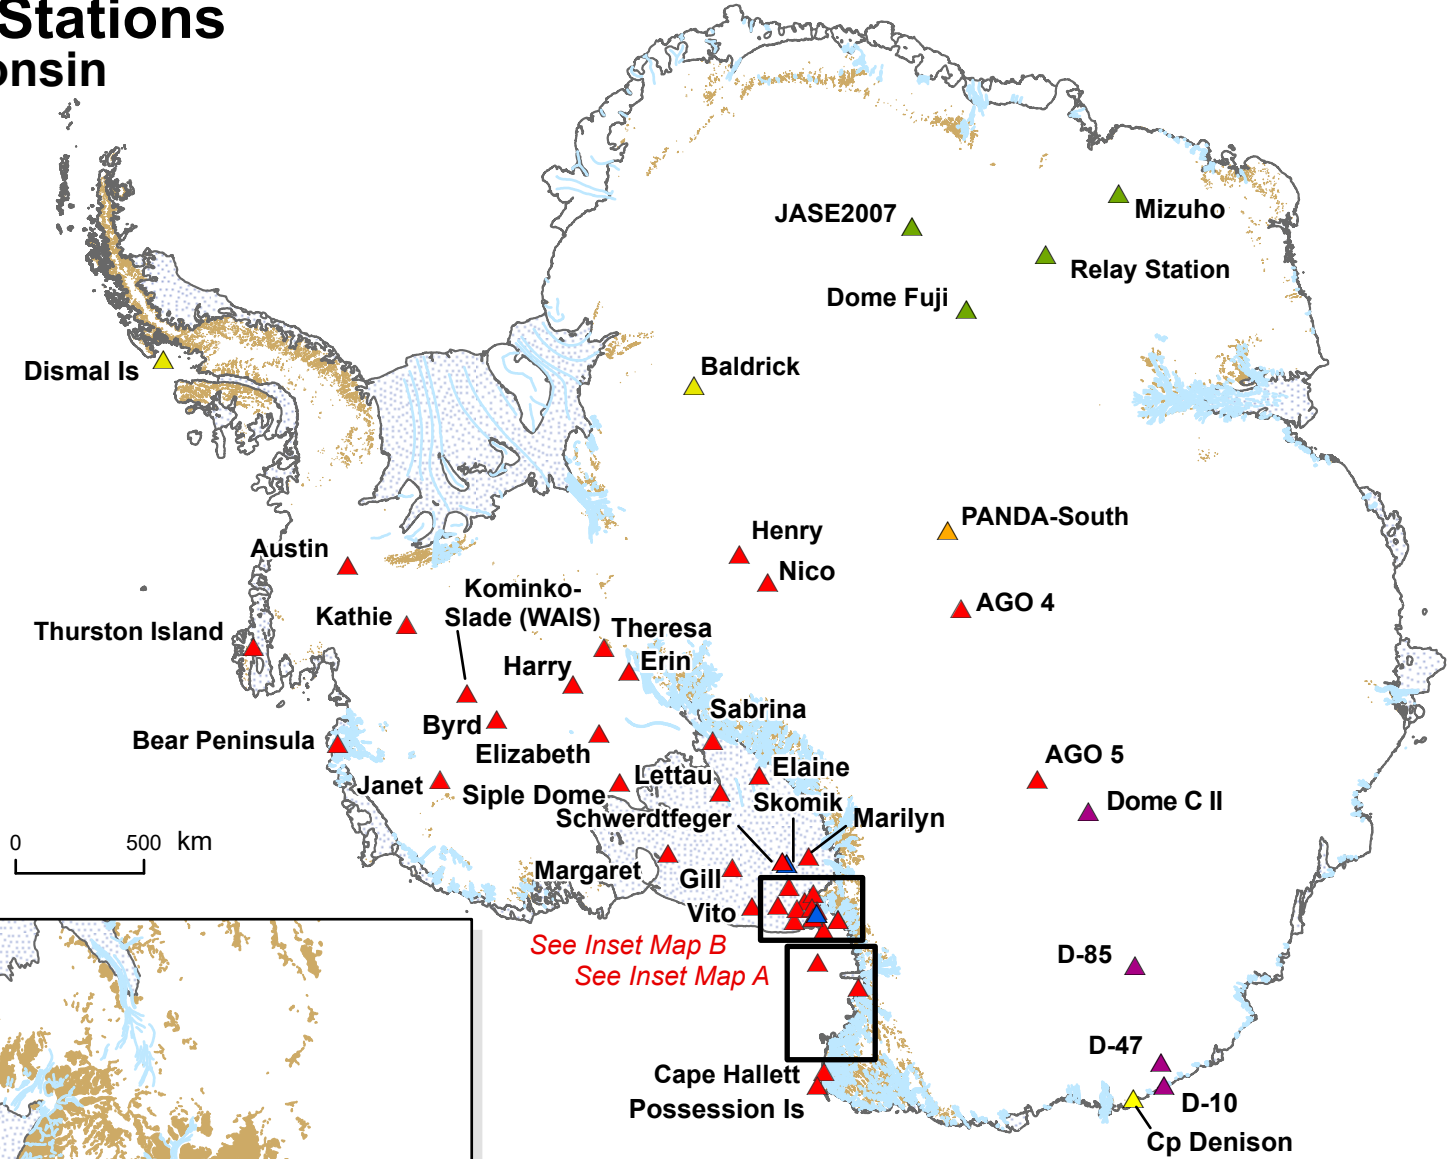 Stations
onsin
JASE2007
Mizuho
Relay Station
Dome Fuji
Dismal Is
Baldrick
PANDA-South
Henry
Austin
Nico
Kominko-
Slade (WAIS)
AGO 4
Kathie
Thurston Island
Theresa
Erin
Harry
Sabrina
Byrd
Bear Peninsula
Elizabeth
AGO 5
Elaine
Lettau
Janet
Siple Dome
Skomik
Dome C II
Schwerdtfeger
Marilyn
0 500 km
Margaret
Gill
Vito
See Inset Map B
See Inset Map A
D-85
D-47
Cape Hallett
Possession Is
D-10
Cp Denison